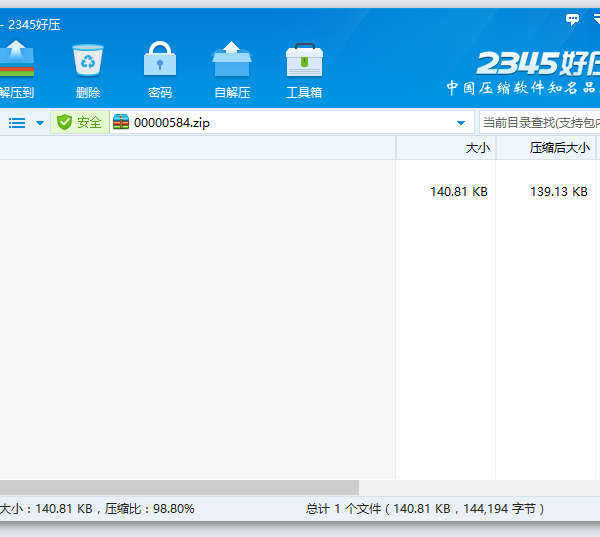 - 2345好压
解压到 删除 密码 自解压 工具箱
2345好压
中国压缩软件知名品
安全 00000584.zip 当前目录查找(支持包内
大小 压缩后大小
140.81 KB 139.13 KB
大小：140.81 KB，压缩比：98.80% 总计 1 个文件（140.81 KB，144,194 字节）